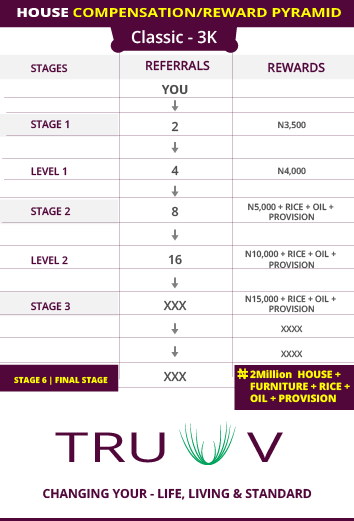 HOUSE COMPENSATION/REWARD PYRAMID
Classic - 3K
STAGES REFERRALS REWARDS
YOU
STAGE 1 2 N3,500
LEVEL 1 4 N4,000
STAGE 2 8 N5,000 + RICE + OIL +
PROVISION
LEVEL 2 16 N10,000 + RICE + OIL +
PROVISION
STAGE 3 XXX N15,000 + RICE + OIL +
PROVISION
XXXX
XXXX
STAGE 6 | FINAL STAGE XXX ₦2Million HOUSE +
FURNITURE + RICE +
OIL + PROVISION
TRUVV
CHANGING YOUR - LIFE, LIVING & STANDARD